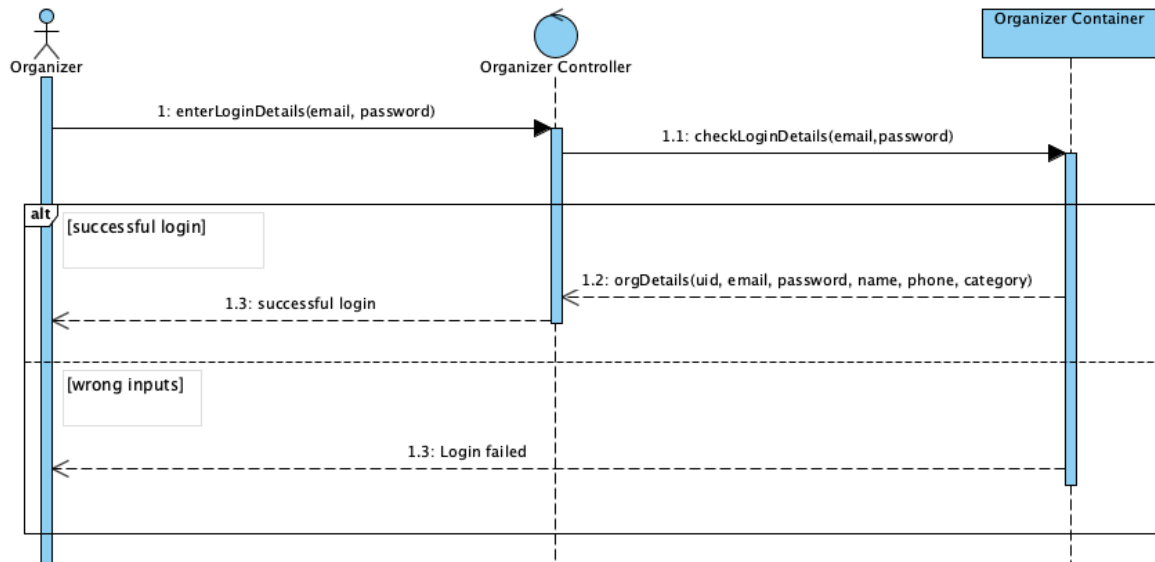 Organizer Container
Organizer
Organizer Controller
1: enterLoginDetails(email, password)
1.1: checkLoginDetails(email,password)
alt
[successful login]
1.2: orgDetails(uid, email, password, name, phone, category)
1.3: successful login
[wrong inputs]
1.3: Login failed